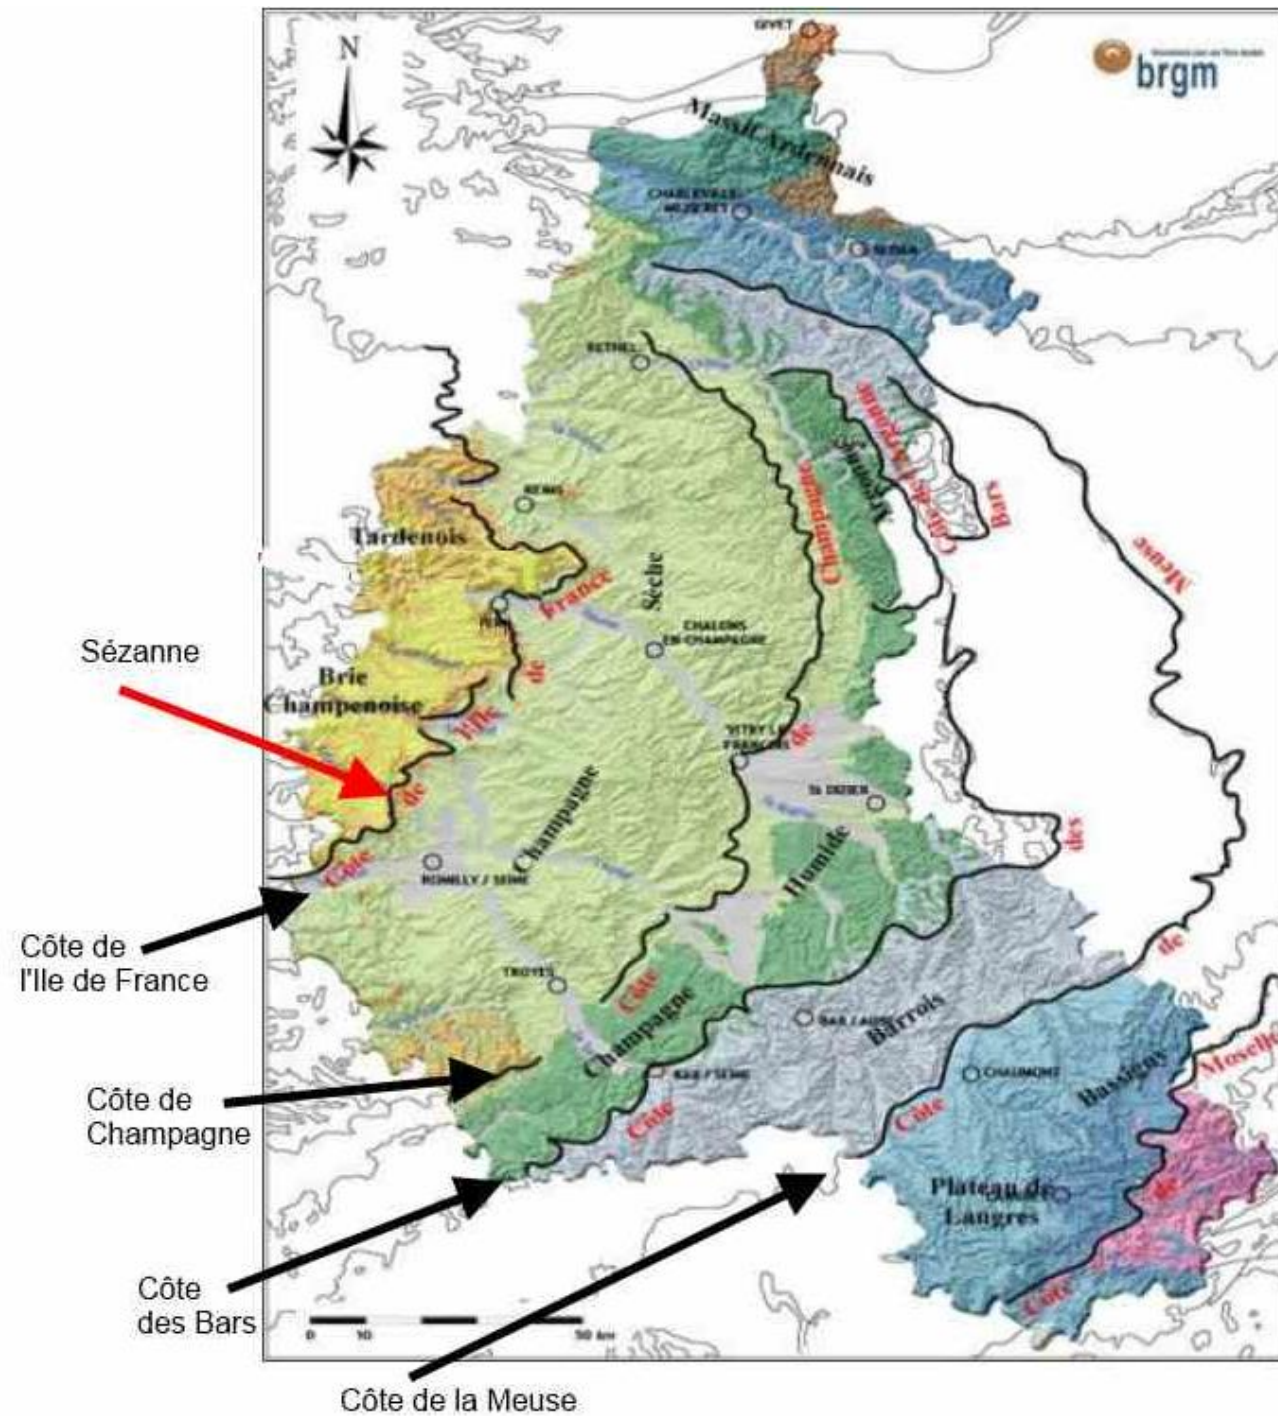 GIVET
N
brgm
Massif Ardennais
CHARLEVILLE-
MEZIERES
SEDAN
RETHEL
Côte de l'Argonne
Argonne
Bars
REIMS
Champagne
Meuse
Tardenois
Sèche
France
CHALONS
EN-CHAMPAGNE
Sézanne
de
Brie
Champenoise
l'Ile
VITRY LE
FRANCOIS
de
de
St DIZIER
Champagne
Humide
des
Côte
ROMILLY / SEINE
Côte de
l'Ile de France
de
TROYES
Côte
Champagne
BAR / AUBE
Barrois
Moselle
BAR / SEINE
CHAUMONT
Bassigny
Côte de
Champagne
Côte
Côte
de
Plateau de
Langres
Côte
Côte
des Bars
0 10 50 km
Côte de la Meuse